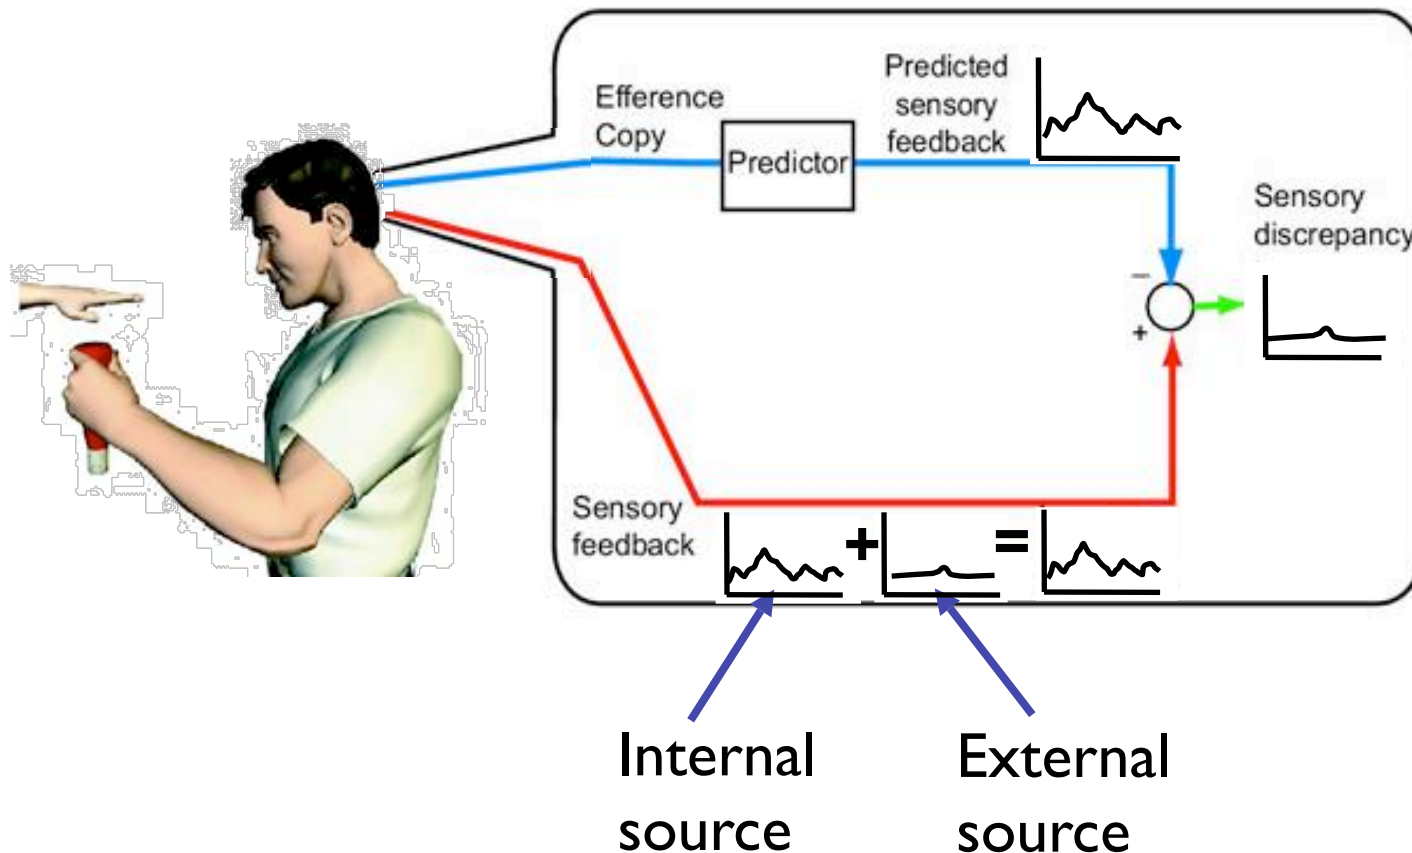 Efference
Copy
Predictor
Predicted
sensory
feedback
Sensory
discrepancy
−
+
Sensory
feedback
+
=
Internal
source
External
source